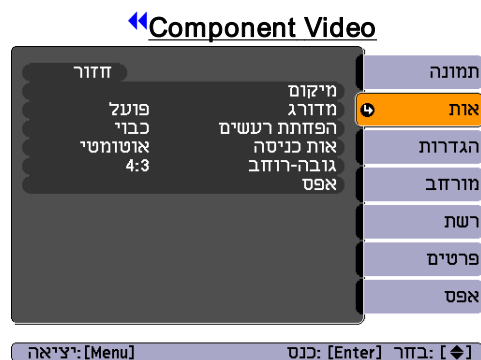 Component Video
תמונה
אות
הגדרות
מורחב
רשת
פרטים
אפס
חזור
מיקום
מדורג פועל
הפחתת רעשים כבוי
אות כניסה אוטומטי
גובה-רוחב 4:3
אפס
[♦] :בחר [Enter] :כנס [Menu]:יציאה